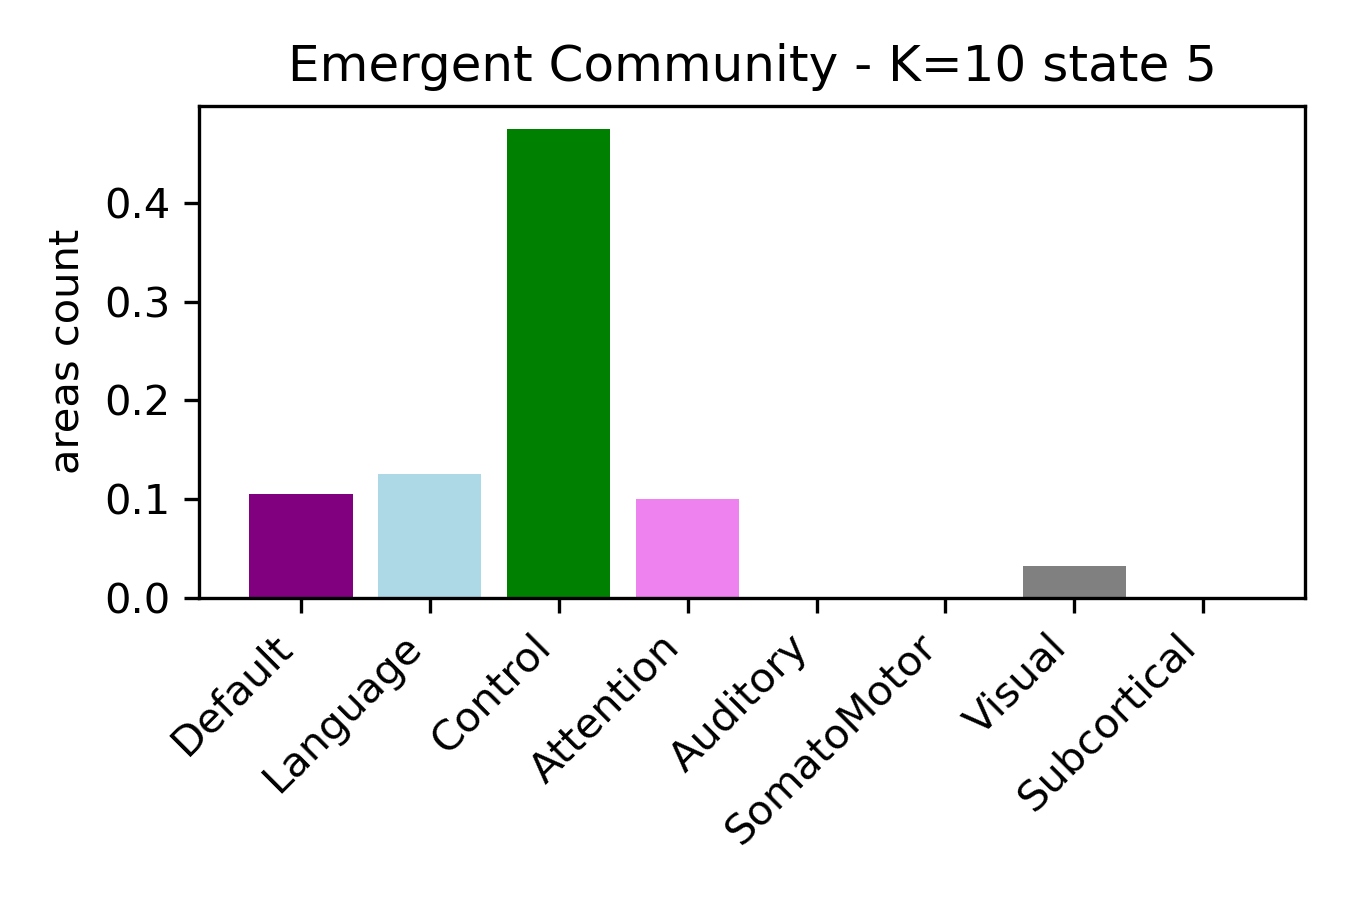 Emergent Community - K=10 state 5
areas count
0.4
0.3
0.2
0.1
0.0
Default
Language
Control
Attention
Auditory
SomatoMotor
Visual
Subcortical